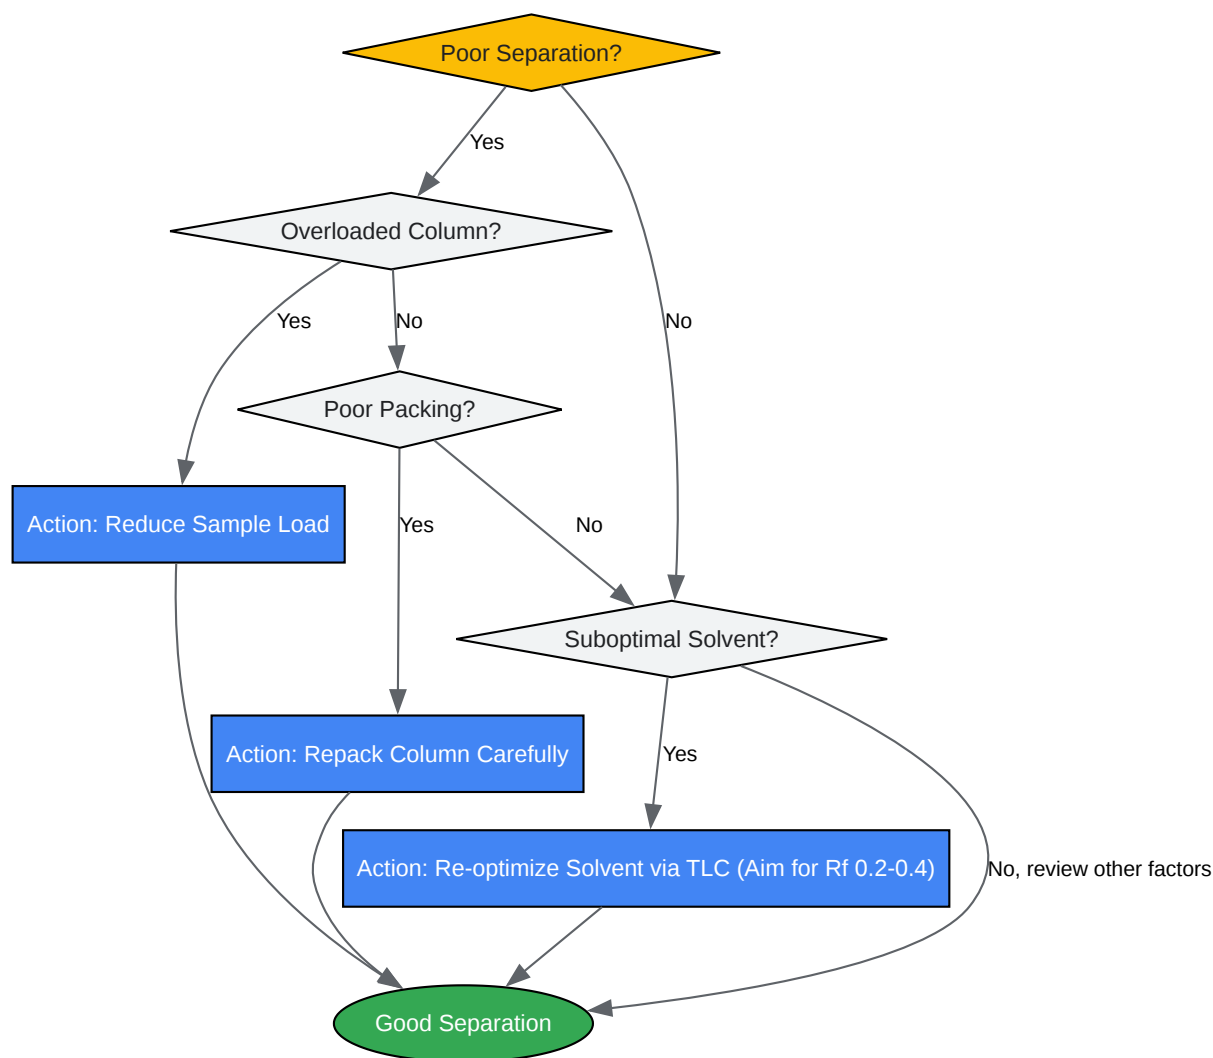 Poor Separation?
Yes
Overloaded Column?
Yes
No
No
Poor Packing?
Action: Reduce Sample Load
Yes
No
Suboptimal Solvent?
Action: Repack Column Carefully
Yes
Action: Re-optimize Solvent via TLC (Aim for Rf 0.2-0.4)
No, review other factors
Good Separation